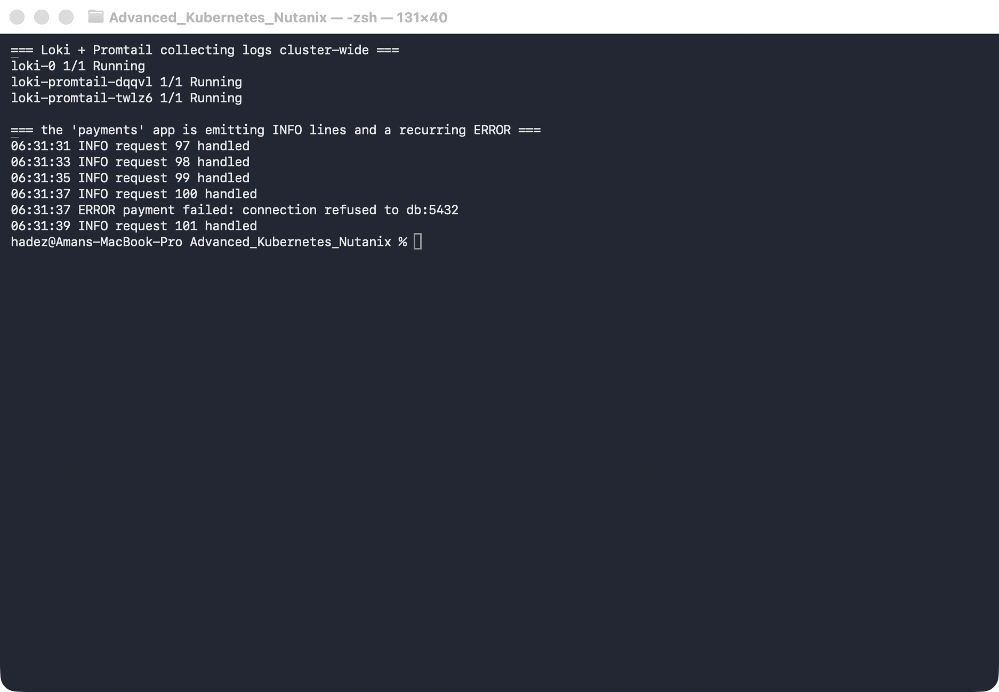 Advanced_Kubernetes_Nutanix — -zsh — 131×40
=== Loki + Promtail collecting logs cluster-wide ===
loki-0 1/1 Running
loki-promtail-dqqvl 1/1 Running
loki-promtail-twlz6 1/1 Running

=== the 'payments' app is emitting INFO lines and a recurring ERROR ===
06:31:31 INFO request 97 handled
06:31:33 INFO request 98 handled
06:31:35 INFO request 99 handled
06:31:37 INFO request 100 handled
06:31:37 ERROR payment failed: connection refused to db:5432
06:31:39 INFO request 101 handled
hadez@Amans-MacBook-Pro Advanced_Kubernetes_Nutanix %